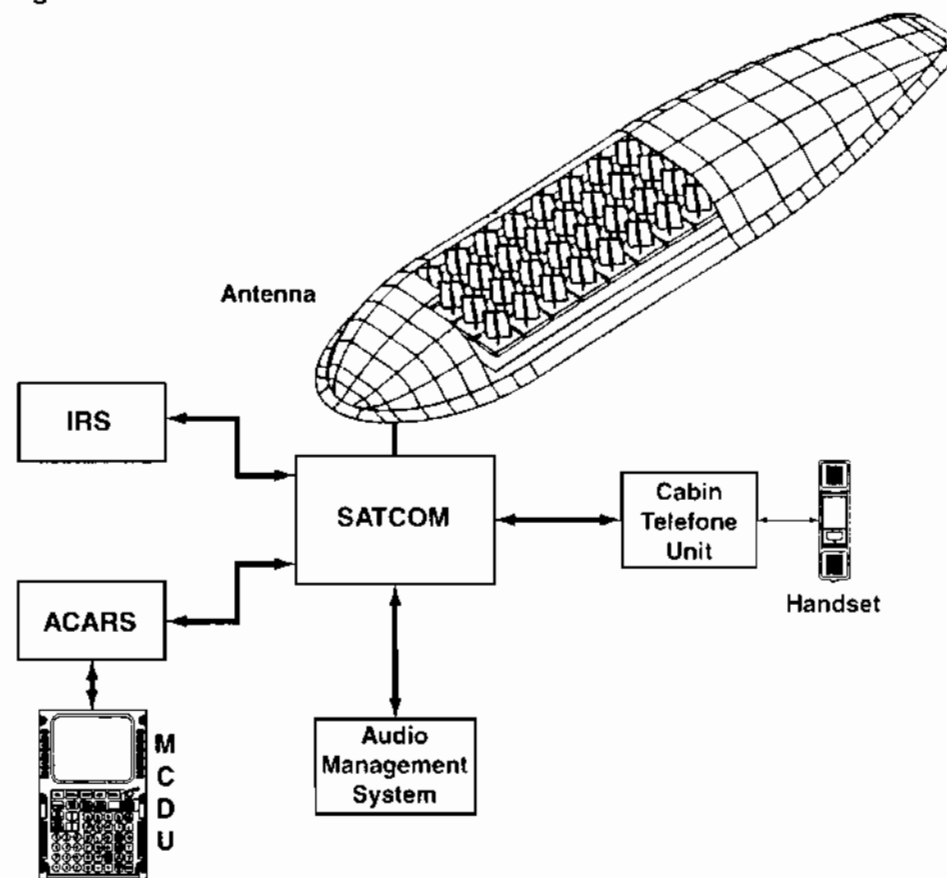 Antenna
IRS
SATCOM
Cabin
Telefone
Unit
Handset
ACARS
Audio
Management
System
M
C
D
U